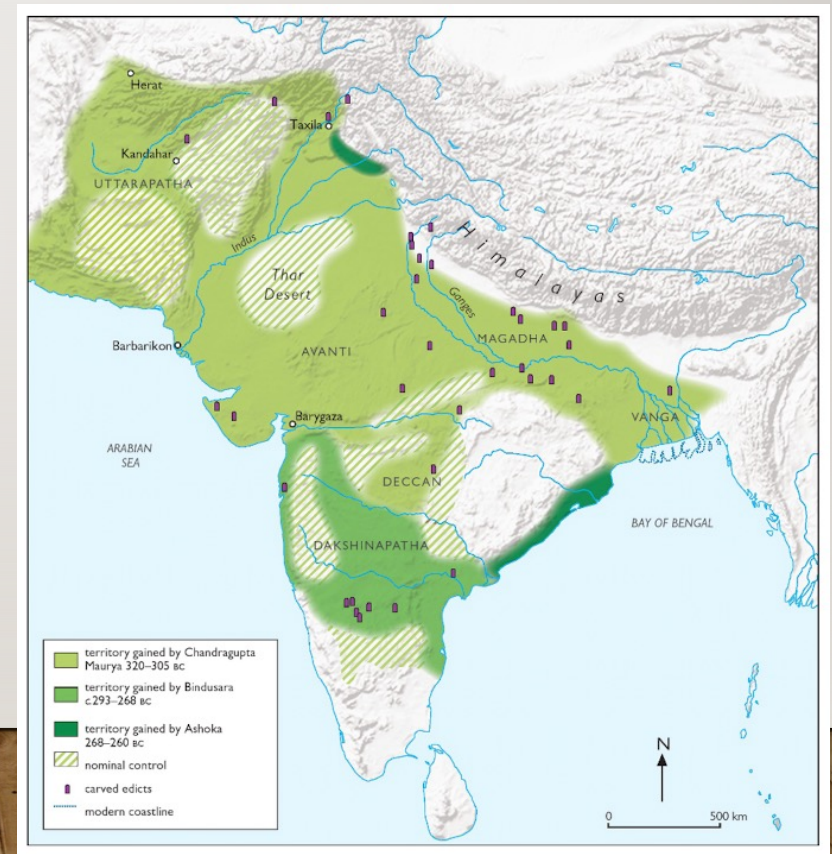 Herat
Taxila
Kandahar
UTTARAPATHA
Indus
Thar
Desert
Himalayas
Ganges
MAGADHA
Barbarikon
AVANTI
VANGA
Barygaza
ARABIAN
SEA
DECCAN
BAY OF BENGAL
DAKSHINAPATHA
territory gained by Chandragupta
Maurya 320–305 BC
territory gained by Bindusara
c.293–268 BC
territory gained by Ashoka
268–260 BC
nominal control
carved edicts
modern coastline
N
0 500 km